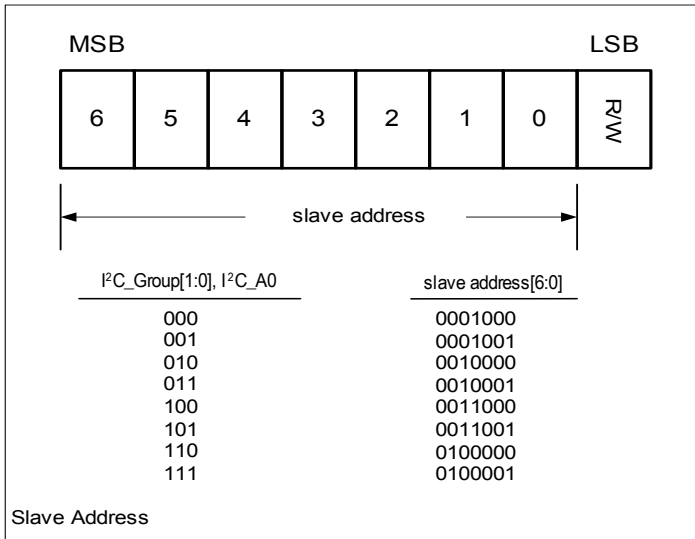 MSB LSB
6 5 4 3 2 1 0 R/W
slave address
I²C_Group[1:0], I²C_A0 slave address[6:0]
000 0001000
001 0001001
010 0010000
011 0010001
100 0011000
101 0011001
110 0100000
111 0100001
Slave Address